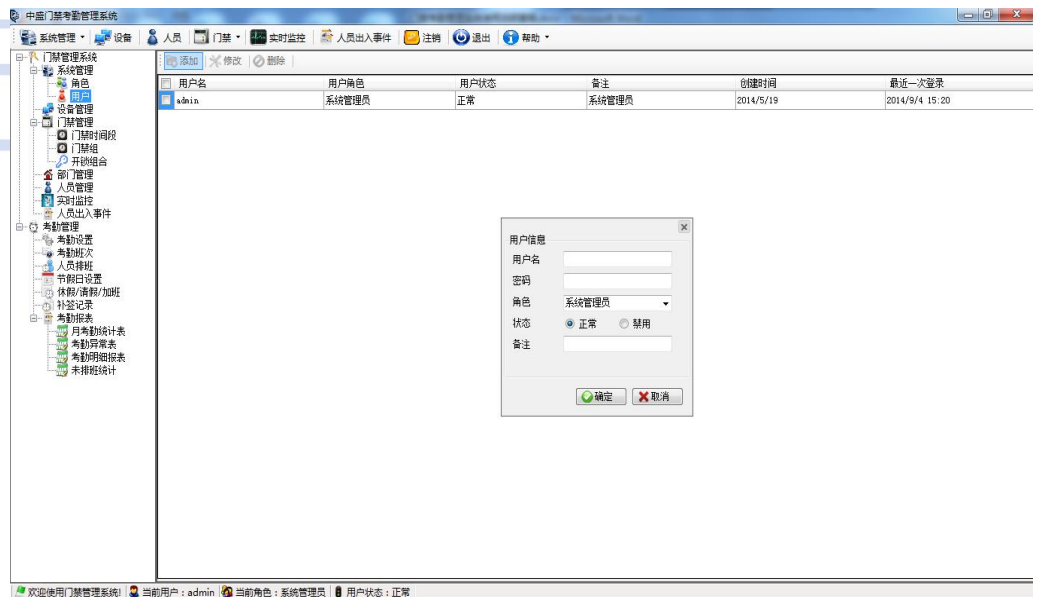 中盛门禁考勤管理系统
系统管理 设备 人员 门禁 实时监控 人员出入事件 注销 退出 帮助
添加 修改 删除
门禁管理系统
系统管理
角色
用户
设备管理
门禁管理
门禁时间段
门禁组
开锁组合
部门管理
人员管理
实时监控
人员出入事件
考勤管理
考勤设置
考勤班次
人员排班
节假日设置
休假/请假/加班
补签记录
考勤报表
月考勤统计表
考勤异常表
考勤明细报表
未排班统计
用户名 用户角色 用户状态 备注 创建时间 最近一次登录
admin 系统管理员 正常 系统管理员 2014/5/19 2014/9/4 15:20
用户信息
用户名
密码
角色 系统管理员
状态 正常 禁用
备注
确定 取消
欢迎使用门禁管理系统! 当前用户：admin 当前角色：系统管理员 用户状态：正常